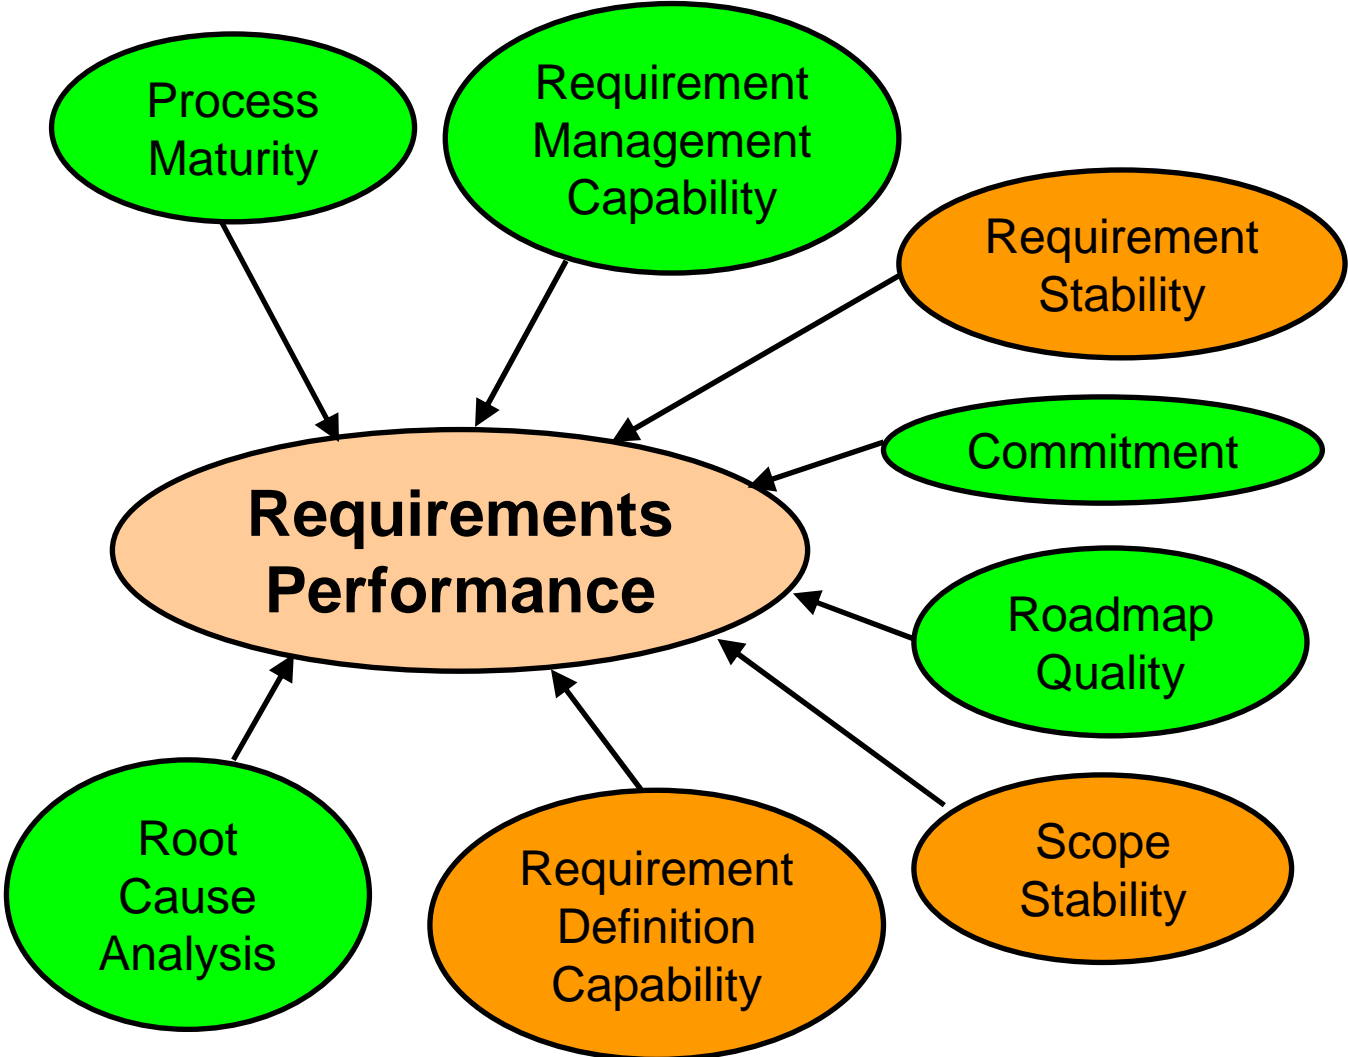 Process
Maturity
Requirement
Management
Capability
Requirement
Stability
Commitment
Requirements
Performance
Roadmap
Quality
Scope
Stability
Root
Cause
Analysis
Requirement
Definition
Capability